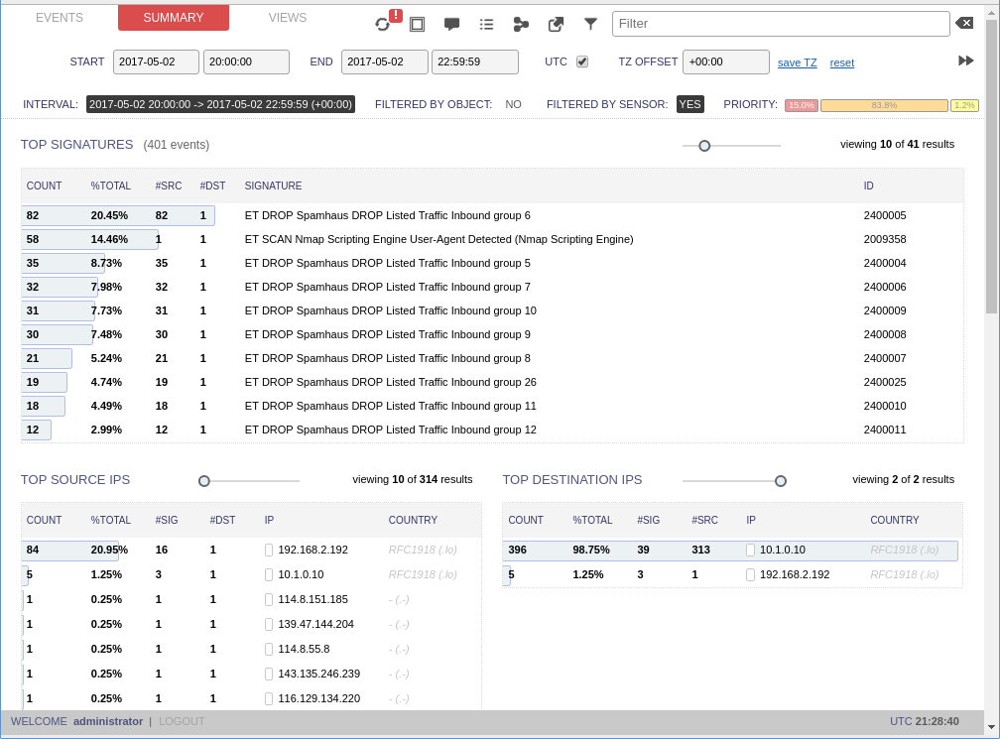 EVENTS SUMMARY VIEWS ! Filter
START 2017-05-02 20:00:00 END 2017-05-02 22:59:59 UTC TZ OFFSET +00:00 save TZ reset
INTERVAL: 2017-05-02 20:00:00 -> 2017-05-02 22:59:59 (+00:00) FILTERED BY OBJECT: NO FILTERED BY SENSOR: YES PRIORITY: 15.0% 83.8% 1.2%
TOP SIGNATURES (401 events) viewing 10 of 41 results
COUNT %TOTAL #SRC #DST SIGNATURE ID
82 20.45% 82 1 ET DROP Spamhaus DROP Listed Traffic Inbound group 6 2400005
58 14.46% 1 1 ET SCAN Nmap Scripting Engine User-Agent Detected (Nmap Scripting Engine) 2009358
35 8.73% 35 1 ET DROP Spamhaus DROP Listed Traffic Inbound group 5 2400004
32 7.98% 32 1 ET DROP Spamhaus DROP Listed Traffic Inbound group 7 2400006
31 7.73% 31 1 ET DROP Spamhaus DROP Listed Traffic Inbound group 10 2400009
30 7.48% 30 1 ET DROP Spamhaus DROP Listed Traffic Inbound group 9 2400008
21 5.24% 21 1 ET DROP Spamhaus DROP Listed Traffic Inbound group 8 2400007
19 4.74% 19 1 ET DROP Spamhaus DROP Listed Traffic Inbound group 26 2400025
18 4.49% 18 1 ET DROP Spamhaus DROP Listed Traffic Inbound group 11 2400010
12 2.99% 12 1 ET DROP Spamhaus DROP Listed Traffic Inbound group 12 2400011
TOP SOURCE IPS viewing 10 of 314 results
COUNT %TOTAL #SIG #DST IP COUNTRY
84 20.95% 16 1 192.168.2.192 RFC1918 (.lo)
5 1.25% 3 1 10.1.0.10 RFC1918 (.lo)
1 0.25% 1 1 114.8.151.185 - (.-)
1 0.25% 1 1 139.47.144.204 - (.-)
1 0.25% 1 1 114.8.55.8 - (.-)
1 0.25% 1 1 143.135.246.239 - (.-)
1 0.25% 1 1 116.129.134.220 - (.-)
TOP DESTINATION IPS viewing 2 of 2 results
COUNT %TOTAL #SIG #SRC IP COUNTRY
396 98.75% 39 313 10.1.0.10 RFC1918 (.lo)
5 1.25% 3 1 192.168.2.192 RFC1918 (.lo)
WELCOME administrator | LOGOUT UTC 21:28:40